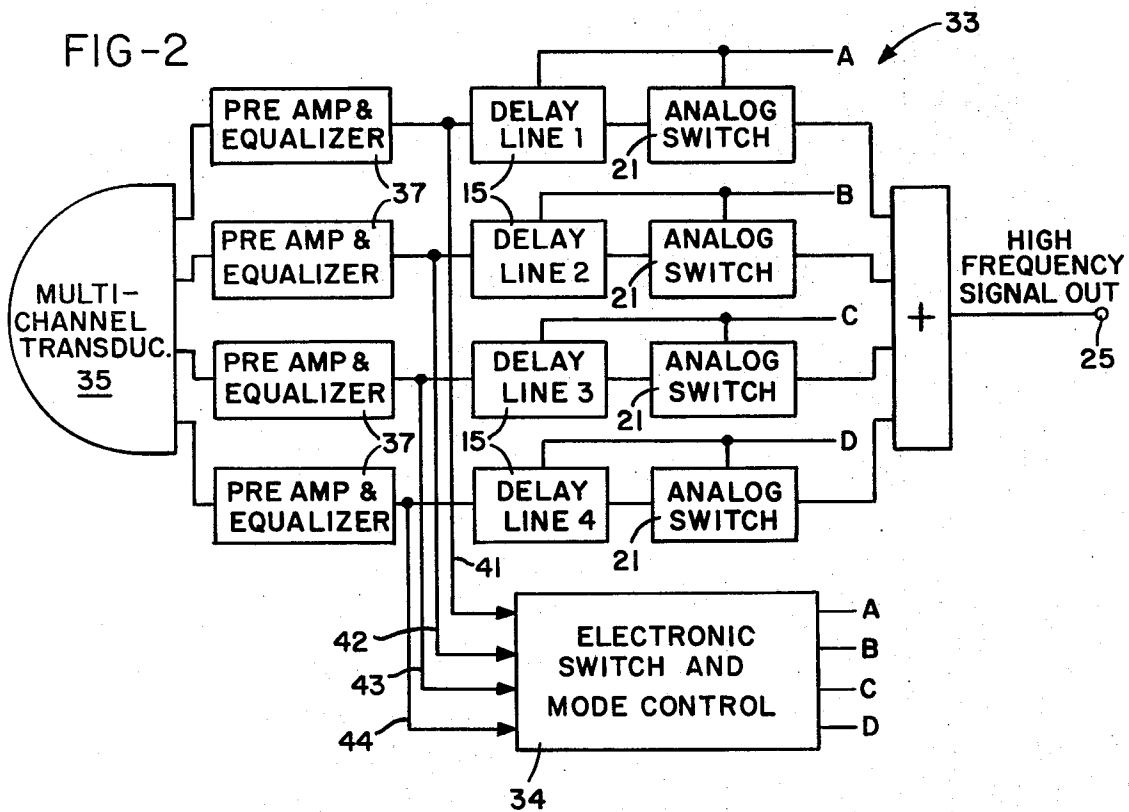 FIG-2
33
A
PRE AMP &
EQUALIZER
DELAY
LINE 1
ANALOG
SWITCH
37
15
21
B
PRE AMP &
EQUALIZER
DELAY
LINE 2
ANALOG
SWITCH
21
HIGH
FREQUENCY
SIGNAL OUT
MULTI-
CHANNEL
TRANSDUC.
35
+
25
C
PRE AMP &
EQUALIZER
DELAY
LINE 3
ANALOG
SWITCH
37
15
21
D
PRE AMP &
EQUALIZER
DELAY
LINE 4
ANALOG
SWITCH
21
41
42
43
44
ELECTRONIC
SWITCH AND
MODE CONTROL
A
B
C
D
34